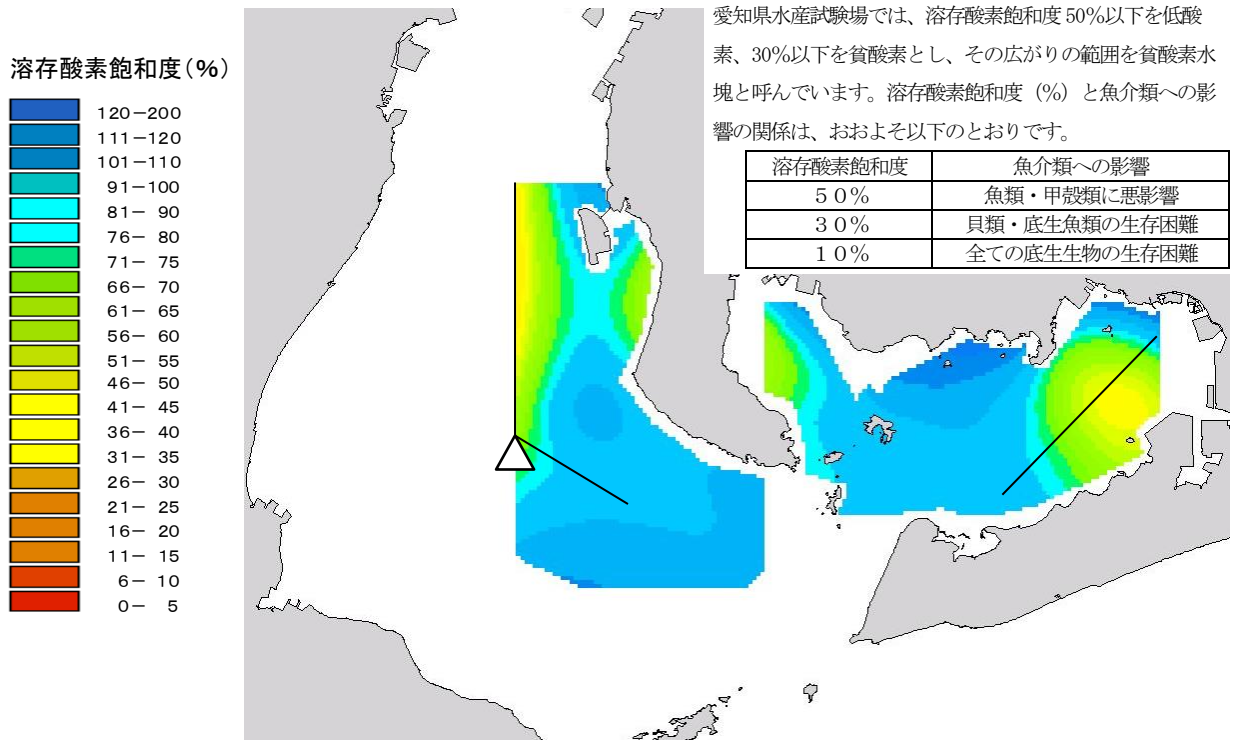 愛知県水産試験場では、溶存酸素飽和度 50%以下を低酸
素、30%以下を貧酸素とし、その広がりの範囲を貧酸素水
塊と呼んでいます。溶存酸素飽和度（%）と魚介類への影
響の関係は、おおよそ以下のとおりです。
溶存酸素飽和度 魚介類への影響
５０％ 魚類・甲殻類に悪影響
３０％ 貝類・底生魚類の生存困難
１０％ 全ての底生生物の生存困難
溶存酸素飽和度(%)
120－200
111－120
101－110
91－100
81－ 90
76－ 80
71－ 75
66－ 70
61－ 65
56－ 60
51－ 55
46－ 50
41－ 45
36－ 40
31－ 35
26－ 30
21－ 25
16－ 20
11－ 15
6－ 10
0－ 5